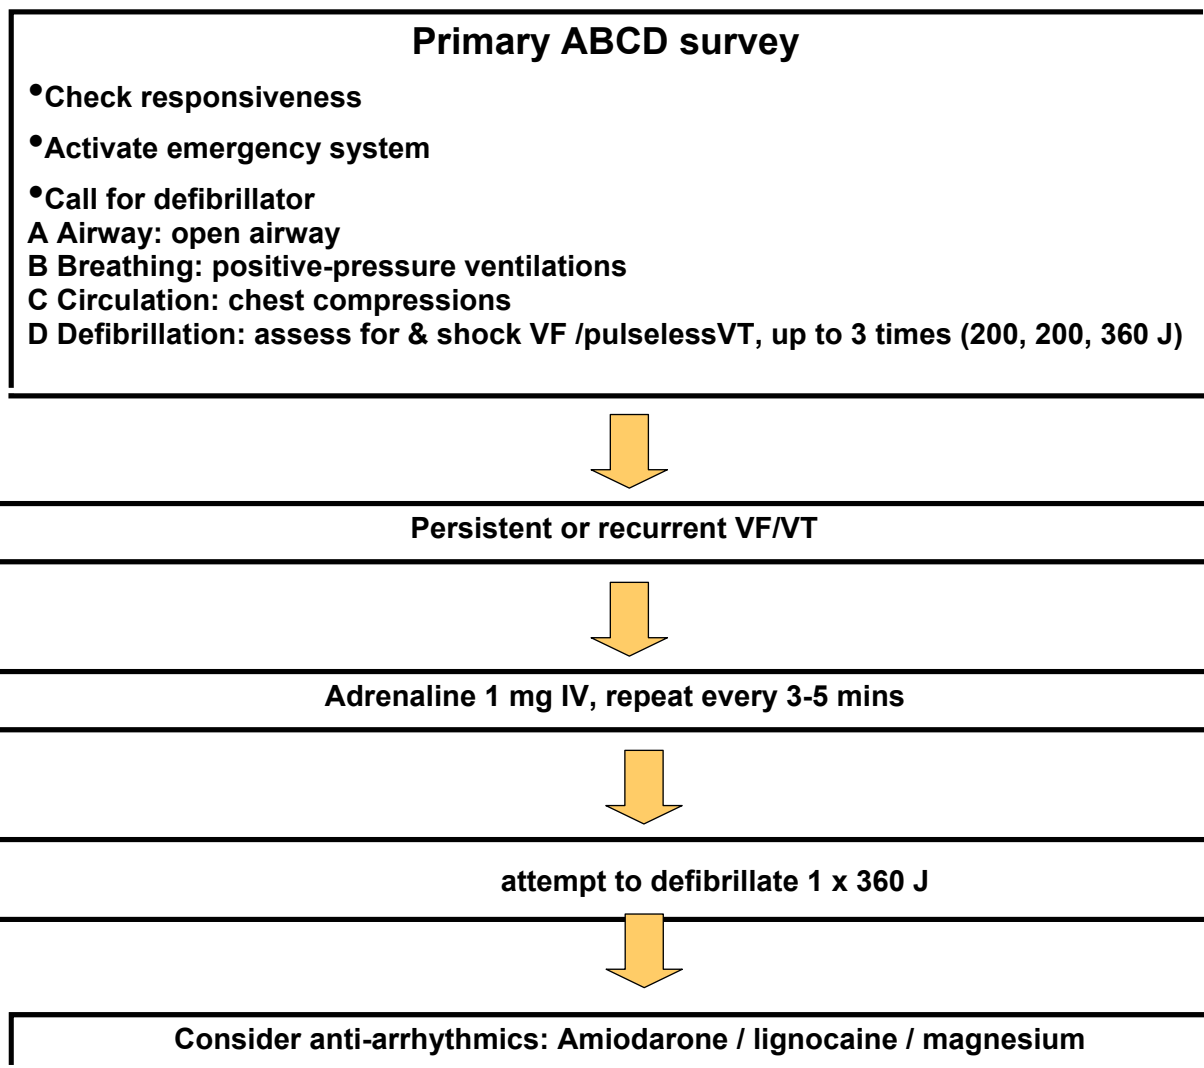 Primary ABCD survey
•Check responsiveness
•Activate emergency system
•Call for defibrillator
A Airway: open airway
B Breathing: positive-pressure ventilations
C Circulation: chest compressions
D Defibrillation: assess for & shock VF /pulselessVT, up to 3 times (200, 200, 360 J)
Persistent or recurrent VF/VT
Adrenaline 1 mg IV, repeat every 3-5 mins
attempt to defibrillate 1 x 360 J
Consider anti-arrhythmics: Amiodarone / lignocaine / magnesium